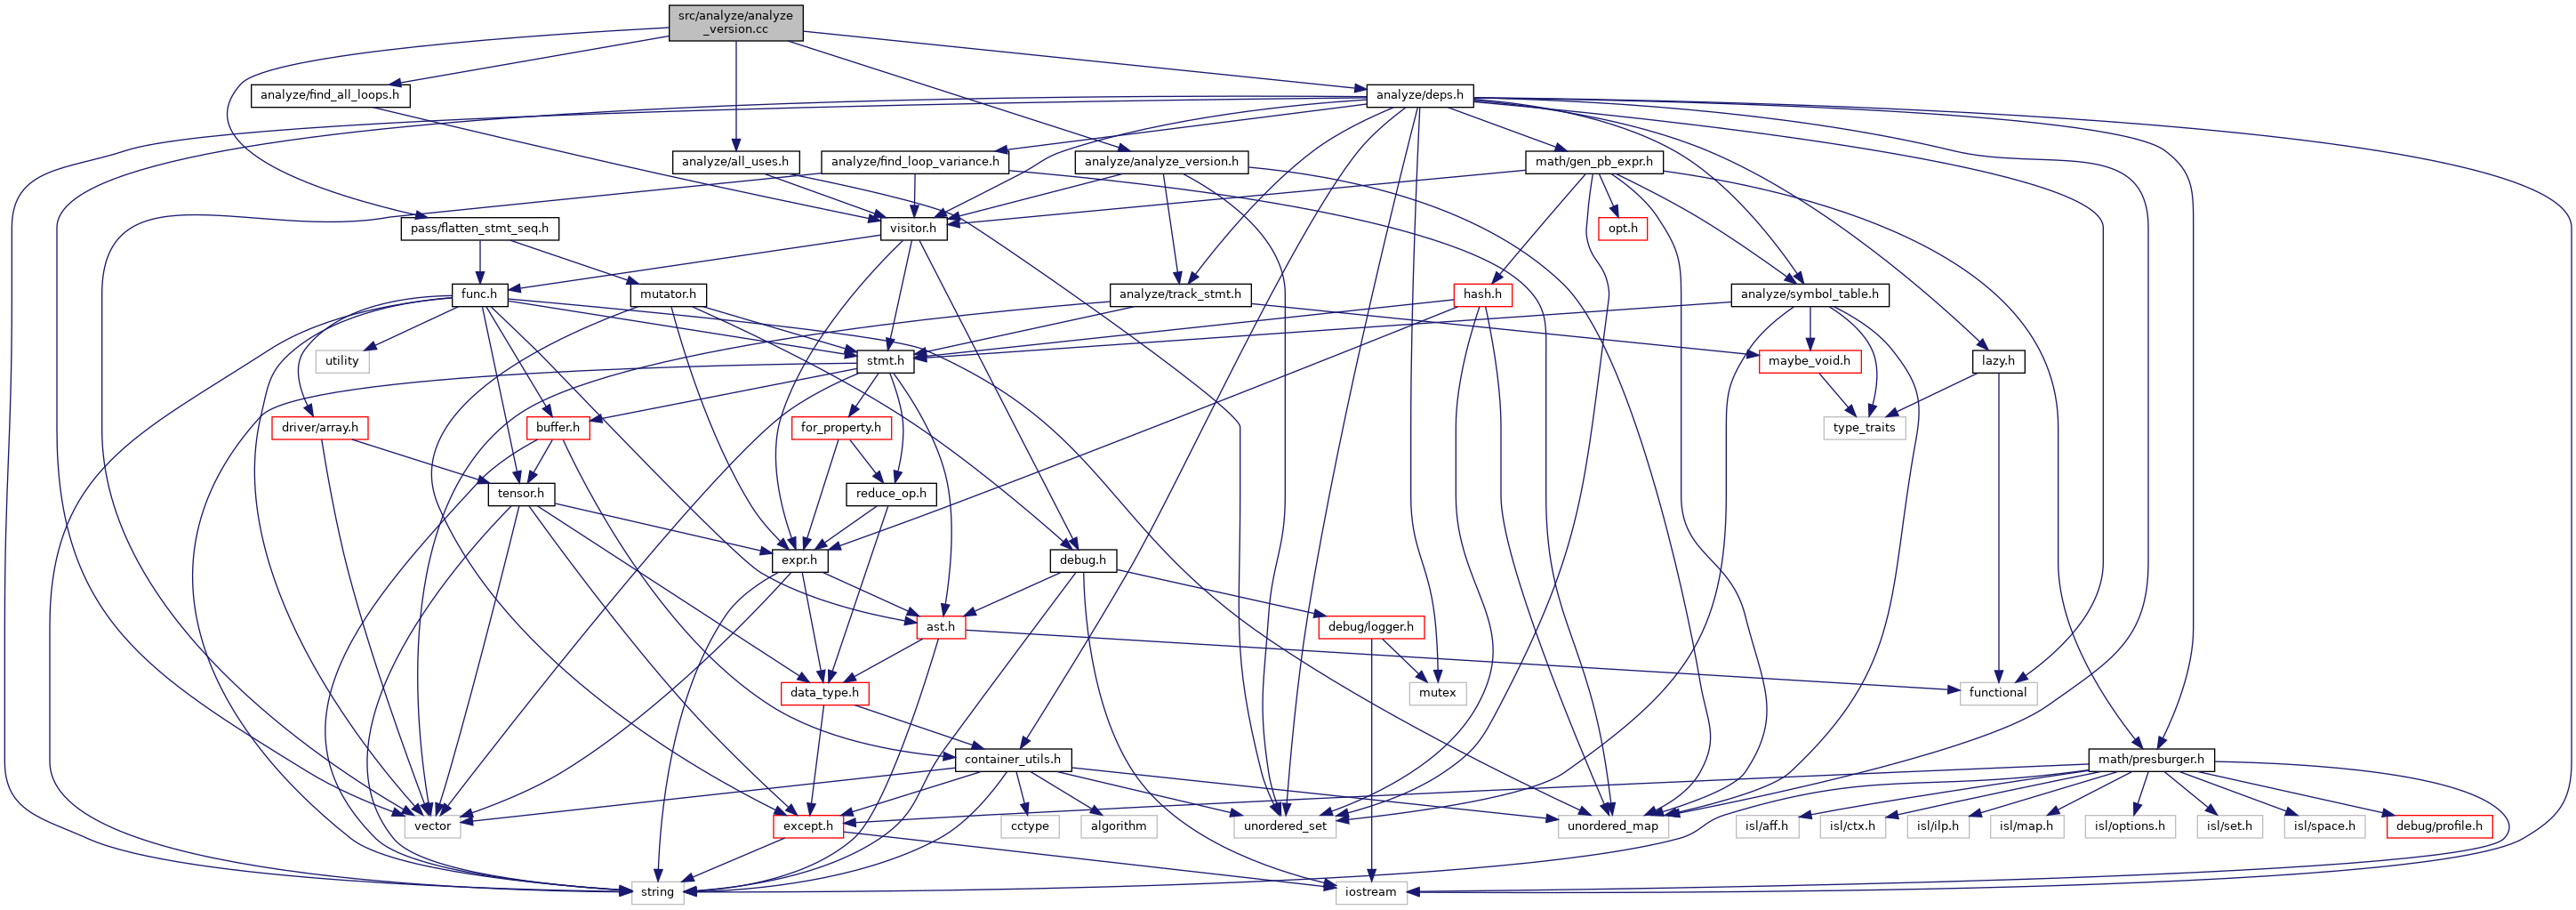 src/analyze/analyze
_version.cc
analyze/find_all_loops.h
analyze/deps.h
analyze/all_uses.h
analyze/find_loop_variance.h
analyze/analyze_version.h
math/gen_pb_expr.h
pass/flatten_stmt_seq.h
visitor.h
opt.h
func.h
mutator.h
analyze/track_stmt.h
hash.h
analyze/symbol_table.h
utility
stmt.h
maybe_void.h
lazy.h
driver/array.h
buffer.h
for_property.h
type_traits
tensor.h
reduce_op.h
expr.h
debug.h
ast.h
debug/logger.h
data_type.h
mutex
functional
container_utils.h
math/presburger.h
vector
except.h
cctype
algorithm
unordered_set
unordered_map
isl/aff.h
isl/ctx.h
isl/ilp.h
isl/map.h
isl/options.h
isl/set.h
isl/space.h
debug/profile.h
string
iostream